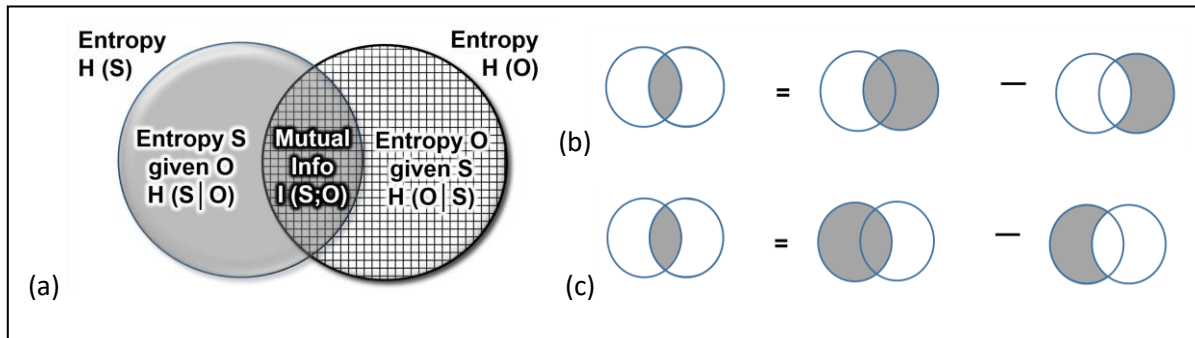 Entropy
H (S)
Entropy
H (O)
Entropy S
given O
H (S|O)
Mutual
Info
I (S;O)
Entropy O
given S
H (O|S)
(a)
(b)
=
—
(c)
=
—